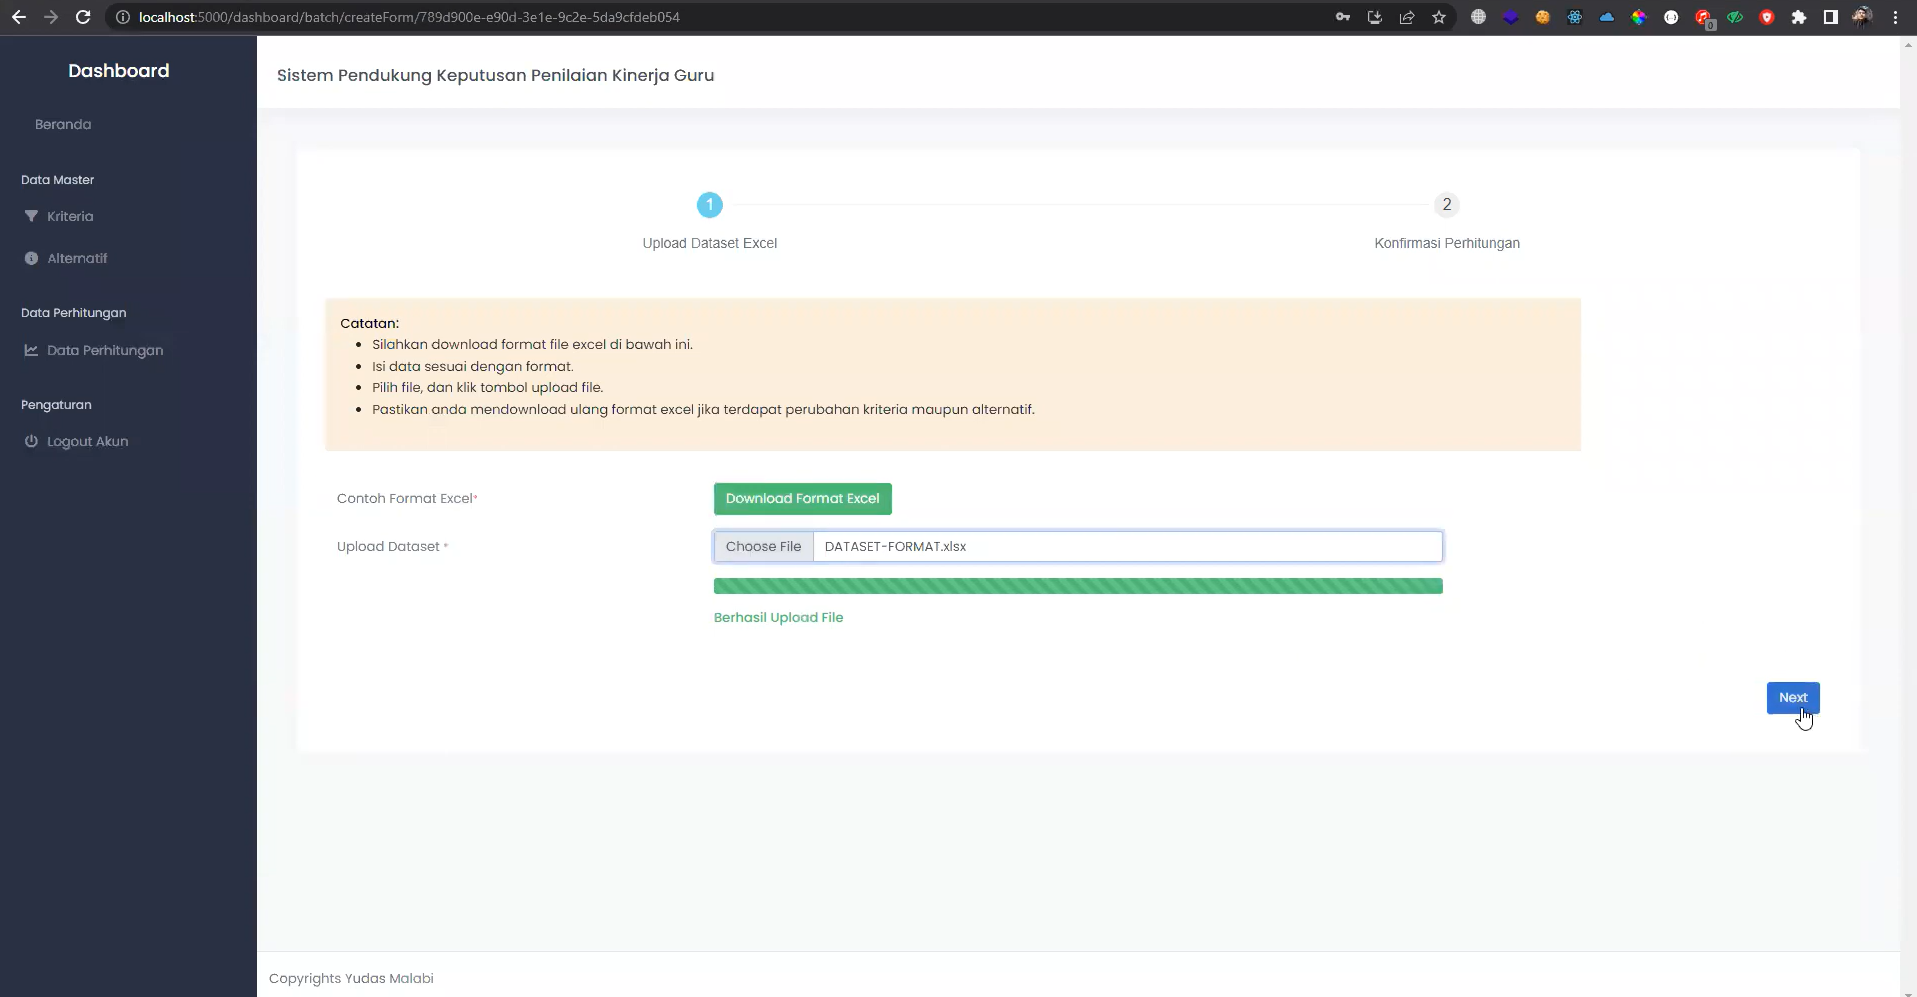 localhost:5000/dashboard/batch/createForm/789d900e-e90d-3e1e-9c2e-5da9cfdeb054
0
Dashboard
Beranda
Data Master
Kriteria
Alternatif
Data Perhitungan
Data Perhitungan
Pengaturan
Logout Akun
Sistem Pendukung Keputusan Penilaian Kinerja Guru
1
2
Upload Dataset Excel
Konfirmasi Perhitungan
Catatan:
Silahkan download format file excel di bawah ini.
Isi data sesuai dengan format.
Pilih file, dan klik tombol upload file.
Pastikan anda mendownload ulang format excel jika terdapat perubahan kriteria maupun alternatif.
Contoh Format Excel*
Download Format Excel
Upload Dataset *
Choose File
DATASET-FORMAT.xlsx
Berhasil Upload File
Next
Copyrights Yudas Malabi